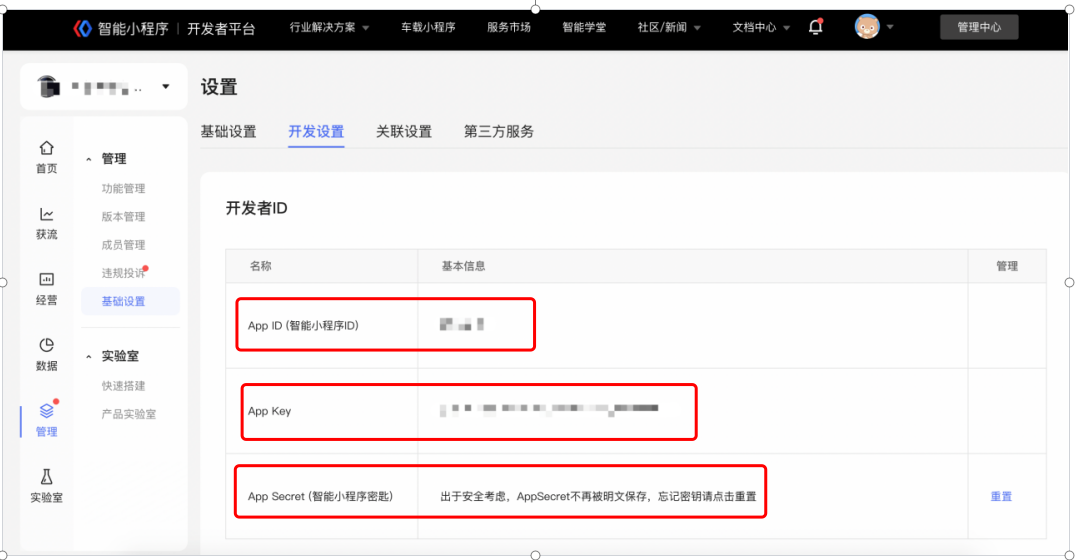 智能小程序 | 开发者平台 行业解决方案 车载小程序 服务市场 智能学堂 社区/新闻 文档中心 管理中心
设置
基础设置 开发设置 关联设置 第三方服务
首页
获流
经营
数据
管理
实验室
管理
功能管理
版本管理
成员管理
违规投诉
基础设置
实验室
快速搭建
产品实验室
开发者ID
名称 基本信息 管理
App ID (智能小程序ID)
App Key
App Secret (智能小程序密匙) 出于安全考虑，AppSecret不再被明文保存，忘记密钥请点击重置 重置